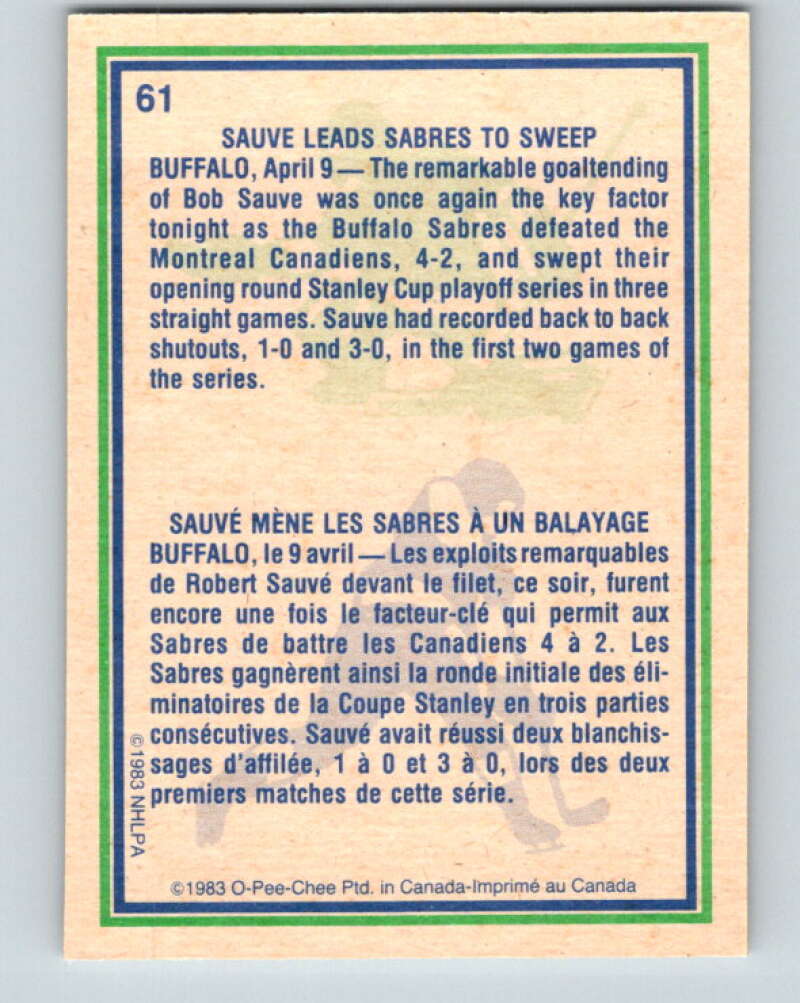 61
SAUVE LEADS SABRES TO SWEEP
BUFFALO, April 9 — The remarkable goaltending
of Bob Sauve was once again the key factor
tonight as the Buffalo Sabres defeated the
Montreal Canadiens, 4-2, and swept their
opening round Stanley Cup playoff series in three
straight games. Sauve had recorded back to back
shutouts, 1-0 and 3-0, in the first two games of
the series.
SAUVÉ MÈNE LES SABRES À UN BALAYAGE
BUFFALO, le 9 avril — Les exploits remarquables
de Robert Sauvé devant le filet, ce soir, furent
encore une fois le facteur-clé qui permit aux
Sabres de battre les Canadiens 4 à 2. Les
Sabres gagnèrent ainsi la ronde initiale des éli-
minatoires de la Coupe Stanley en trois parties
consécutives. Sauvé avait réussi deux blanchis-
sages d'affilée, 1 à 0 et 3 à 0, lors des deux
premiers matches de cette série.
©1983 NHLPA
©1983 O-Pee-Chee Ptd. in Canada-Imprimé au Canada